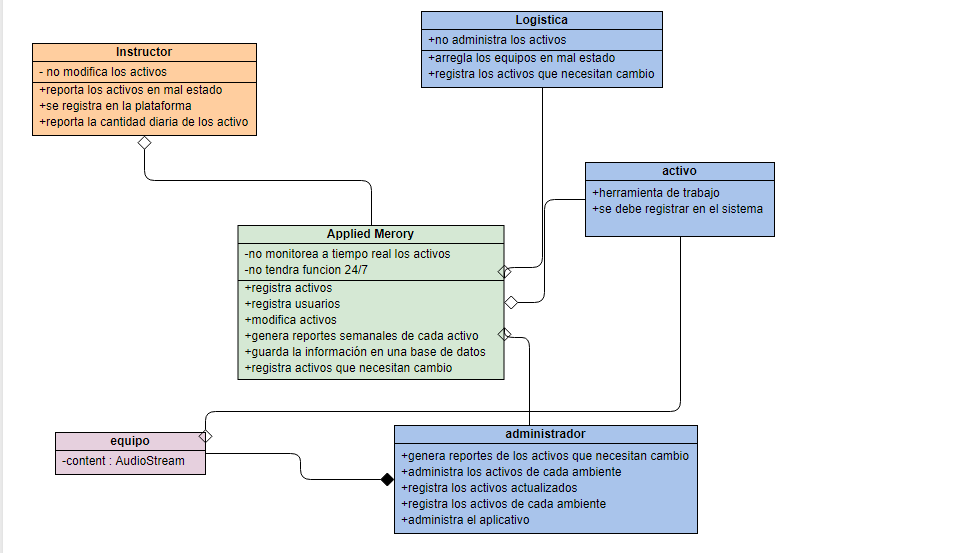 Logistica
+no administra los activos
+arregla los equipos en mal estado
+registra los activos que necesitan cambio
Instructor
- no modifica los activos
+reporta los activos en mal estado
+se registra en la plataforma
+reporta la cantidad diaria de los activo
activo
+herramienta de trabajo
+se debe registrar en el sistema
Applied Merory
-no monitorea a tiempo real los activos
-no tendra funcion 24/7
+registra activos
+registra usuarios
+modifica activos
+genera reportes semanales de cada activo
+guarda la información en una base de datos
+registra activos que necesitan cambio
equipo
-content : AudioStream
administrador
+genera reportes de los activos que necesitan cambio
+administra los activos de cada ambiente
+registra los activos actualizados
+registra los activos de cada ambiente
+administra el aplicativo